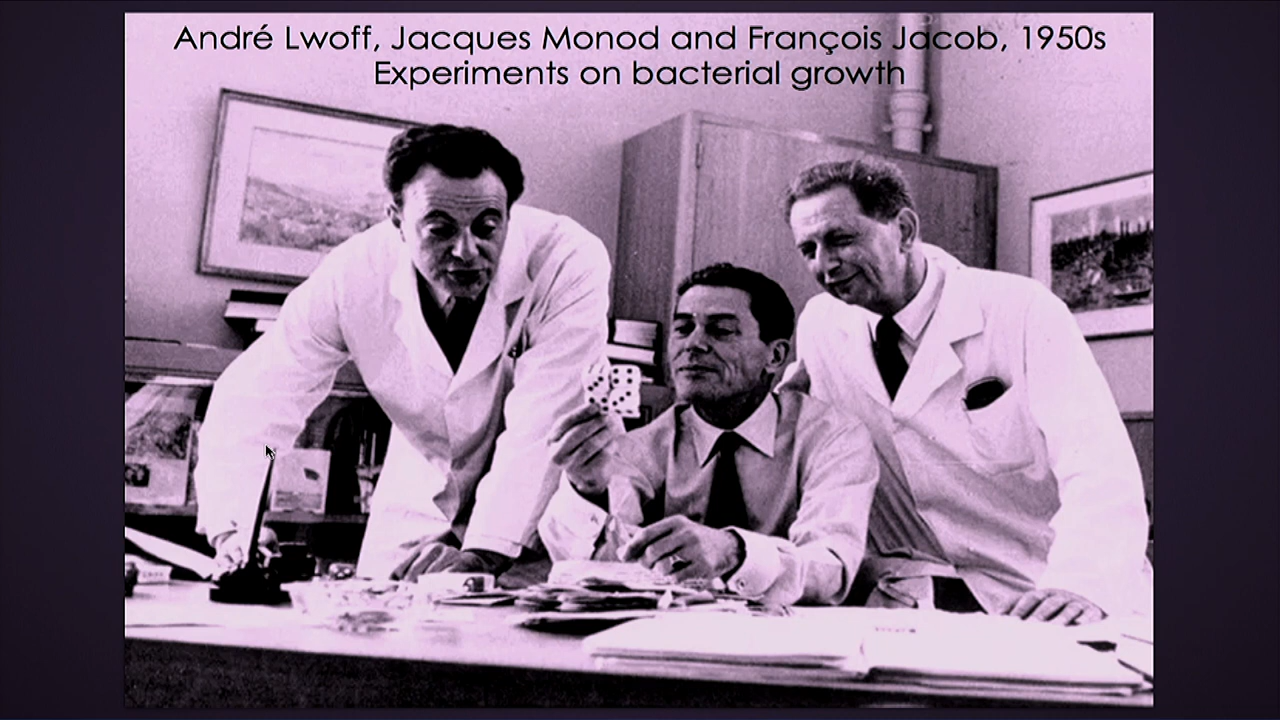 André Lwoff, Jacques Monod and François Jacob, 1950s
Experiments on bacterial growth